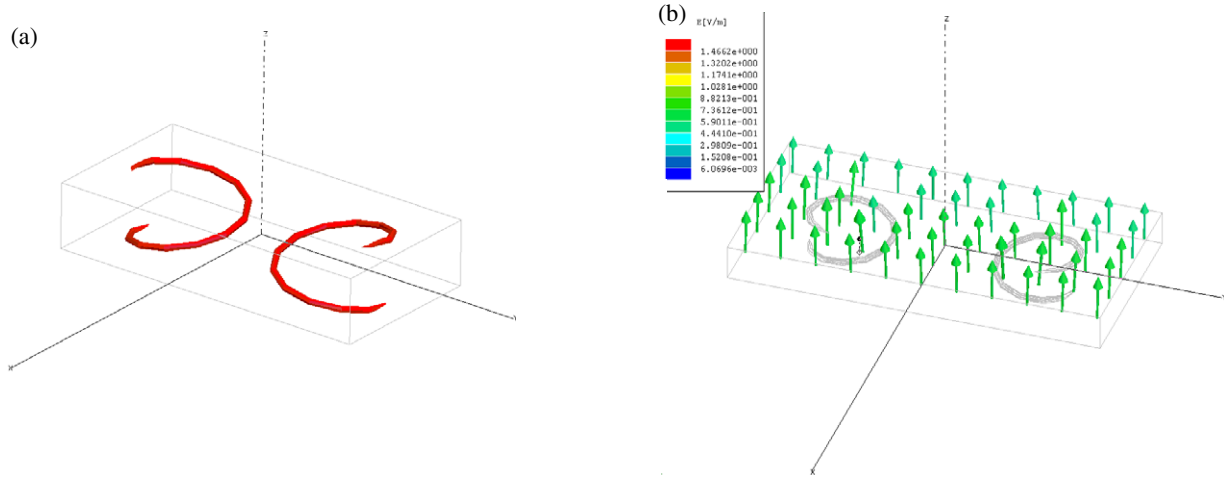 (a)
z
x
(b)
E[V/m]
1.4662e+000
1.3202e+000
1.1741e+000
1.0281e+000
8.8213e-001
7.3612e-001
5.9011e-001
4.4410e-001
2.9809e-001
1.5208e-001
6.0696e-003
z
x